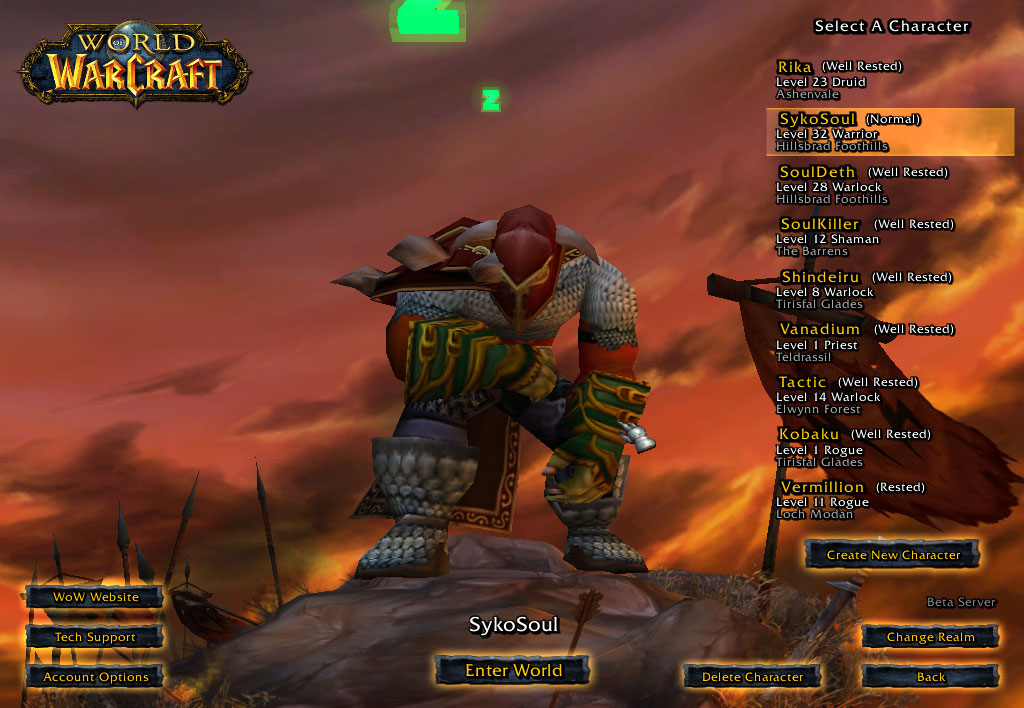 WORLD
OF
WARCRAFT
Z
Z
Select A Character
Rika (Well Rested)
Level 23 Druid
Ashenvale
SykoSoul (Normal)
Level 32 Warrior
Hillsbrad Foothills
SoulDeth (Well Rested)
Level 28 Warlock
Hillsbrad Foothills
SoulKiller (Well Rested)
Level 12 Shaman
The Barrens
Shindeiru (Well Rested)
Level 8 Warlock
Tirisfal Glades
Vanadium (Well Rested)
Level 1 Priest
Teldrassil
Tactic (Well Rested)
Level 14 Warlock
Elwynn Forest
Kobaku (Well Rested)
Level 1 Rogue
Tirisfal Glades
Vermillion (Rested)
Level 11 Rogue
Loch Modan
Create New Character
Beta Server
WoW Website
Tech Support
Account Options
SykoSoul
Enter World
Delete Character
Change Realm
Back